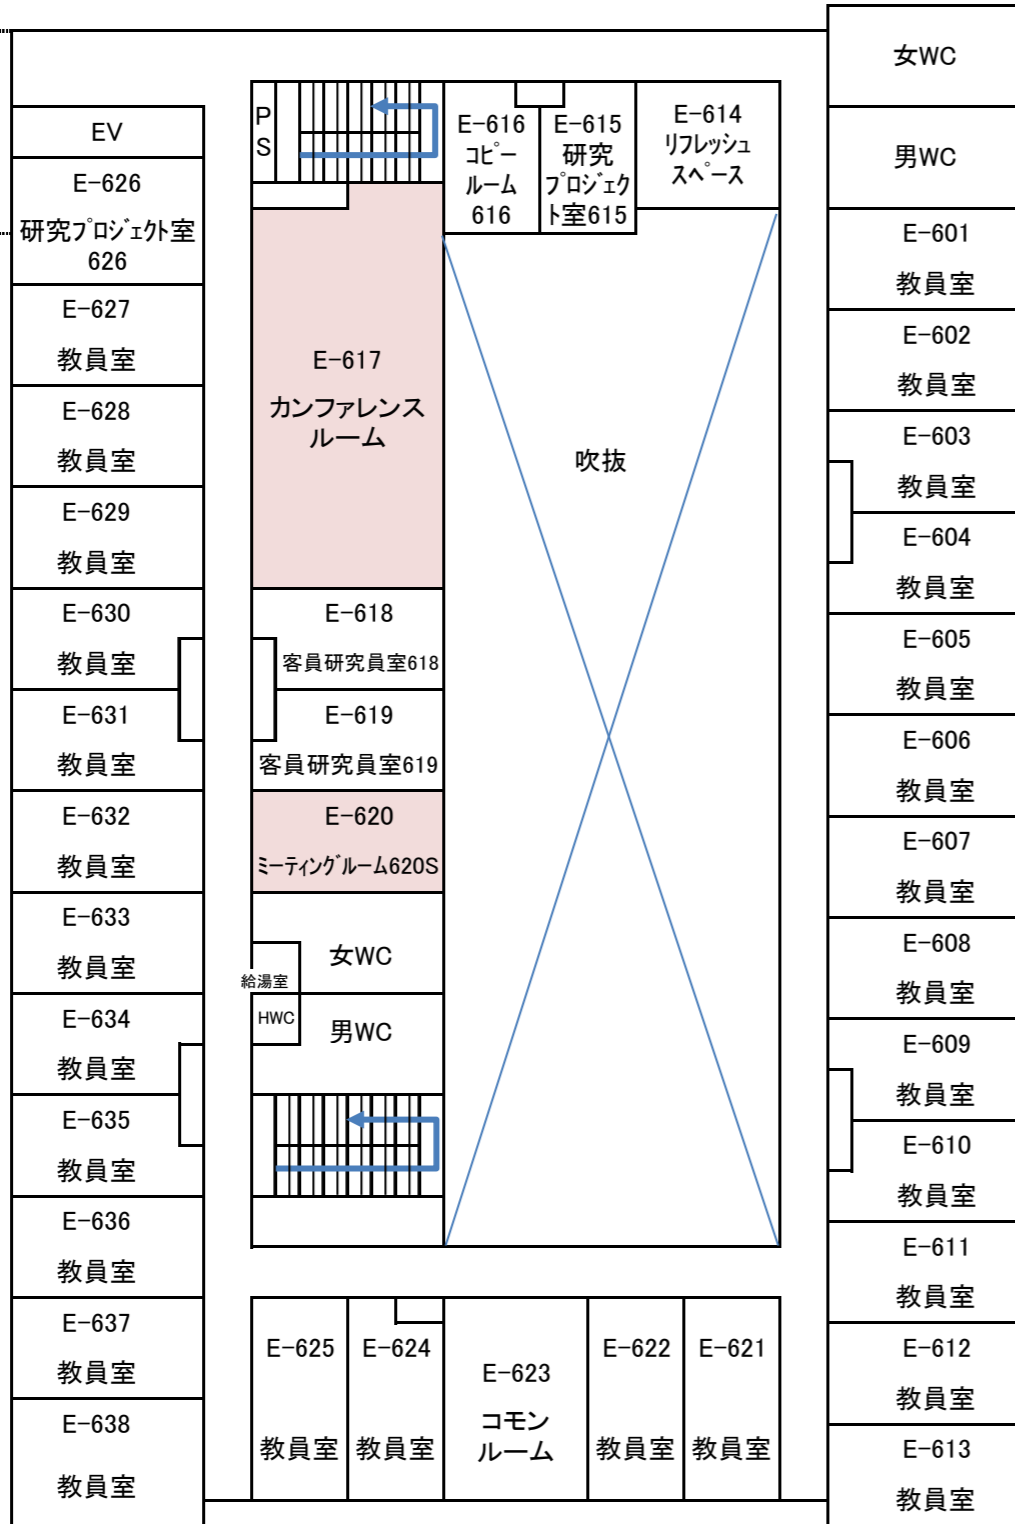 女WC
男WC
EV
E-626
研究プロジェクト室
626
E-627
教員室
E-628
教員室
E-629
教員室
E-630
教員室
E-631
教員室
E-632
教員室
E-633
教員室
E-634
教員室
E-635
教員室
E-636
教員室
E-637
教員室
E-638
教員室
P
S
E-616
コピー
ルーム
616
E-615
研究
プロジェク
ト室615
E-614
リフレッシュ
スペース
E-617
カンファレンス
ルーム
吹抜
E-618
客員研究員室618
E-619
客員研究員室619
E-620
ミーティングルーム620S
女WC
給湯室
HWC
男WC
E-625
教員室
E-624
教員室
E-623
コモン
ルーム
E-622
教員室
E-621
教員室
E-601
教員室
E-602
教員室
E-603
教員室
E-604
教員室
E-605
教員室
E-606
教員室
E-607
教員室
E-608
教員室
E-609
教員室
E-610
教員室
E-611
教員室
E-612
教員室
E-613
教員室